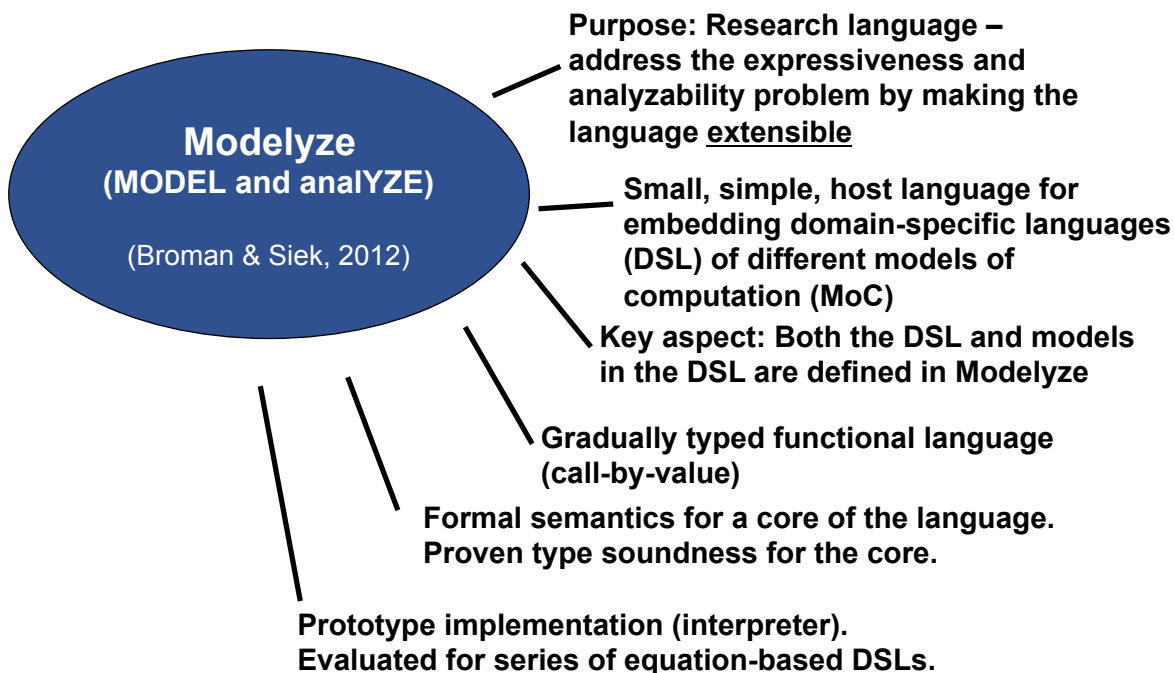 Purpose: Research language –
address the expressiveness and
analyzability problem by making the
language extensible
Modelyze
(MODEL and analYZE)
(Broman & Siek, 2012)
Small, simple, host language for
embedding domain-specific languages
(DSL) of different models of
computation (MoC)
Key aspect: Both the DSL and models
in the DSL are defined in Modelyze
Gradually typed functional language
(call-by-value)
Formal semantics for a core of the language.
Proven type soundness for the core.
Prototype implementation (interpreter).
Evaluated for series of equation-based DSLs.